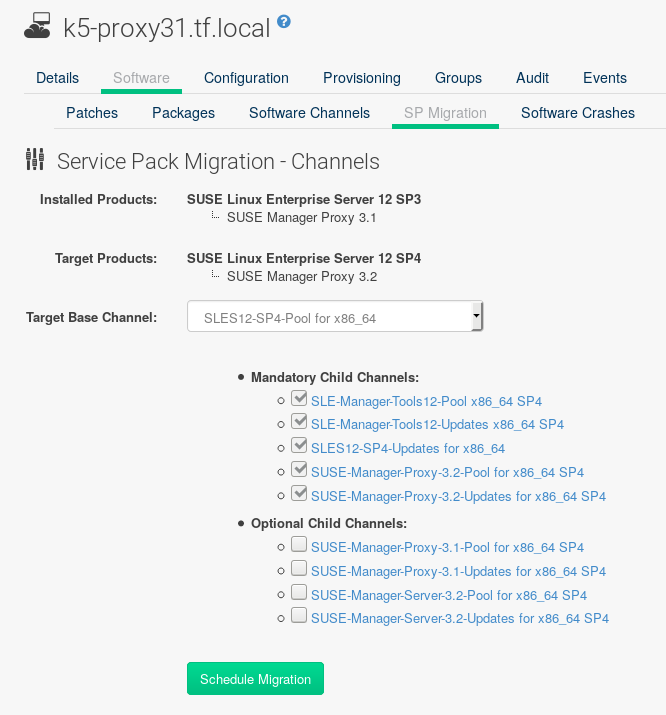 k5-proxy31.tf.local ?
Details Software Configuration Provisioning Groups Audit Events
Patches Packages Software Channels SP Migration Software Crashes
Service Pack Migration - Channels
Installed Products: SUSE Linux Enterprise Server 12 SP3
SUSE Manager Proxy 3.1
Target Products: SUSE Linux Enterprise Server 12 SP4
SUSE Manager Proxy 3.2
Target Base Channel: SLES12-SP4-Pool for x86_64
Mandatory Child Channels:
SLE-Manager-Tools12-Pool x86_64 SP4
SLE-Manager-Tools12-Updates x86_64 SP4
SLES12-SP4-Updates for x86_64
SUSE-Manager-Proxy-3.2-Pool for x86_64 SP4
SUSE-Manager-Proxy-3.2-Updates for x86_64 SP4
Optional Child Channels:
SUSE-Manager-Proxy-3.1-Pool for x86_64 SP4
SUSE-Manager-Proxy-3.1-Updates for x86_64 SP4
SUSE-Manager-Server-3.2-Pool for x86_64 SP4
SUSE-Manager-Server-3.2-Updates for x86_64 SP4
Schedule Migration